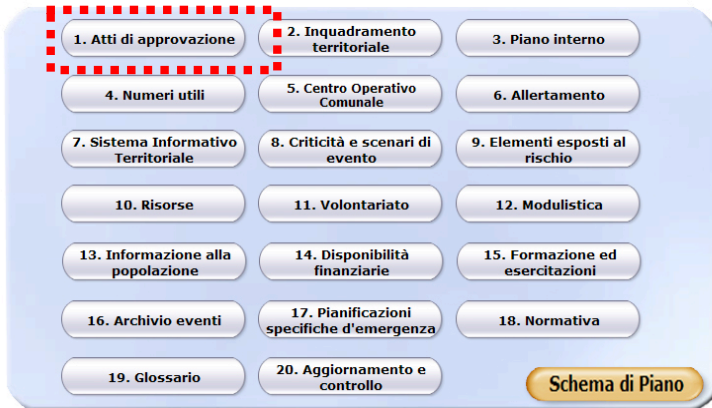 1. Atti di approvazione
2. Inquadramento
territoriale
3. Piano interno
4. Numeri utili
5. Centro Operativo
Comunale
6. Allertamento
7. Sistema Informativo
Territoriale
8. Criticità e scenari di
evento
9. Elementi esposti al
rischio
10. Risorse
11. Volontariato
12. Modulistica
13. Informazione alla
popolazione
14. Disponibilità
finanziarie
15. Formazione ed
esercitazioni
16. Archivio eventi
17. Pianificazioni
specifiche d'emergenza
18. Normativa
19. Glossario
20. Aggiornamento e
controllo
Schema di Piano